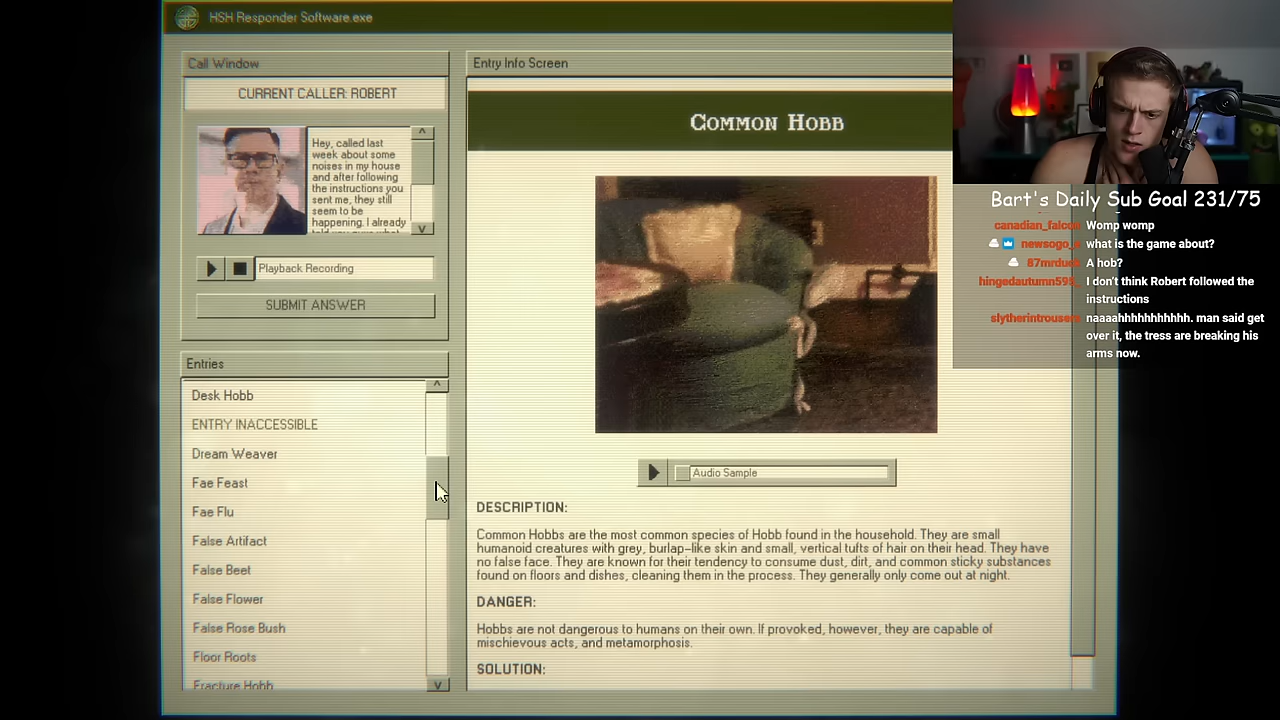 HSH Responder Software.exe
Call Window
CURRENT CALLER: ROBERT
Hey, called last
week about some
noises in my house
and after following
the instructions you
sent me, they still
seem to be
happening. I already
Playback Recording
SUBMIT ANSWER
Entries
Desk Hobb
ENTRY INACCESSIBLE
Dream Weaver
Fae Feast
Fae Flu
False Artifact
False Beet
False Flower
False Rose Bush
Floor Roots
Fracture Hobb
Entry Info Screen
Common Hobb
Audio Sample
DESCRIPTION:
Common Hobbs are the most common species of Hobb found in the household. They are small
humanoid creatures with grey, burlap-like skin and small, vertical tufts of hair on their head. They have
no false face. They are known for their tendency to consume dust, dirt, and common sticky substances
found on floors and dishes, cleaning them in the process. They generally only come out at night.
DANGER:
Hobbs are not dangerous to humans on their own. If provoked, however, they are capable of
mischievous acts, and metamorphosis.
SOLUTION:
Bart's Daily Sub Goal 231/75
Womp womp
what is the game about?
A hob?
I don't think Robert followed the
instructions
naaaahhhhhhhhhhh. man said get
over it, the tress are breaking his
arms now.